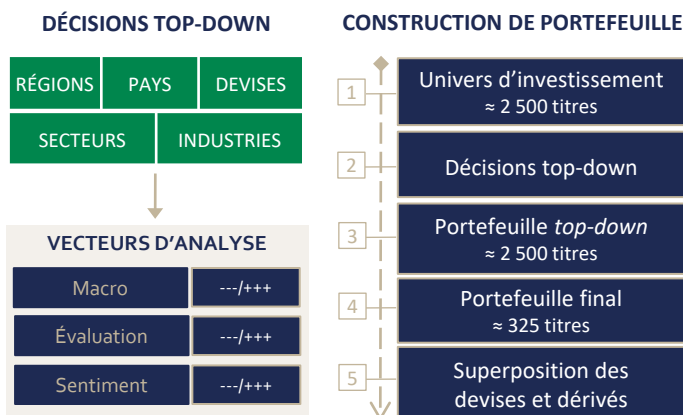 DÉCISIONS TOP-DOWN
RÉGIONS
PAYS
DEVISES
SECTEURS
INDUSTRIES
VECTEURS D'ANALYSE
Macro
---/+++
Évaluation
---/+++
Sentiment
---/+++
CONSTRUCTION DE PORTEFEUILLE
1
Univers d'investissement
≈ 2 500 titres
2
Décisions top-down
3
Portefeuille top-down
≈ 2 500 titres
4
Portefeuille final
≈ 325 titres
5
Superposition des
devises et dérivés